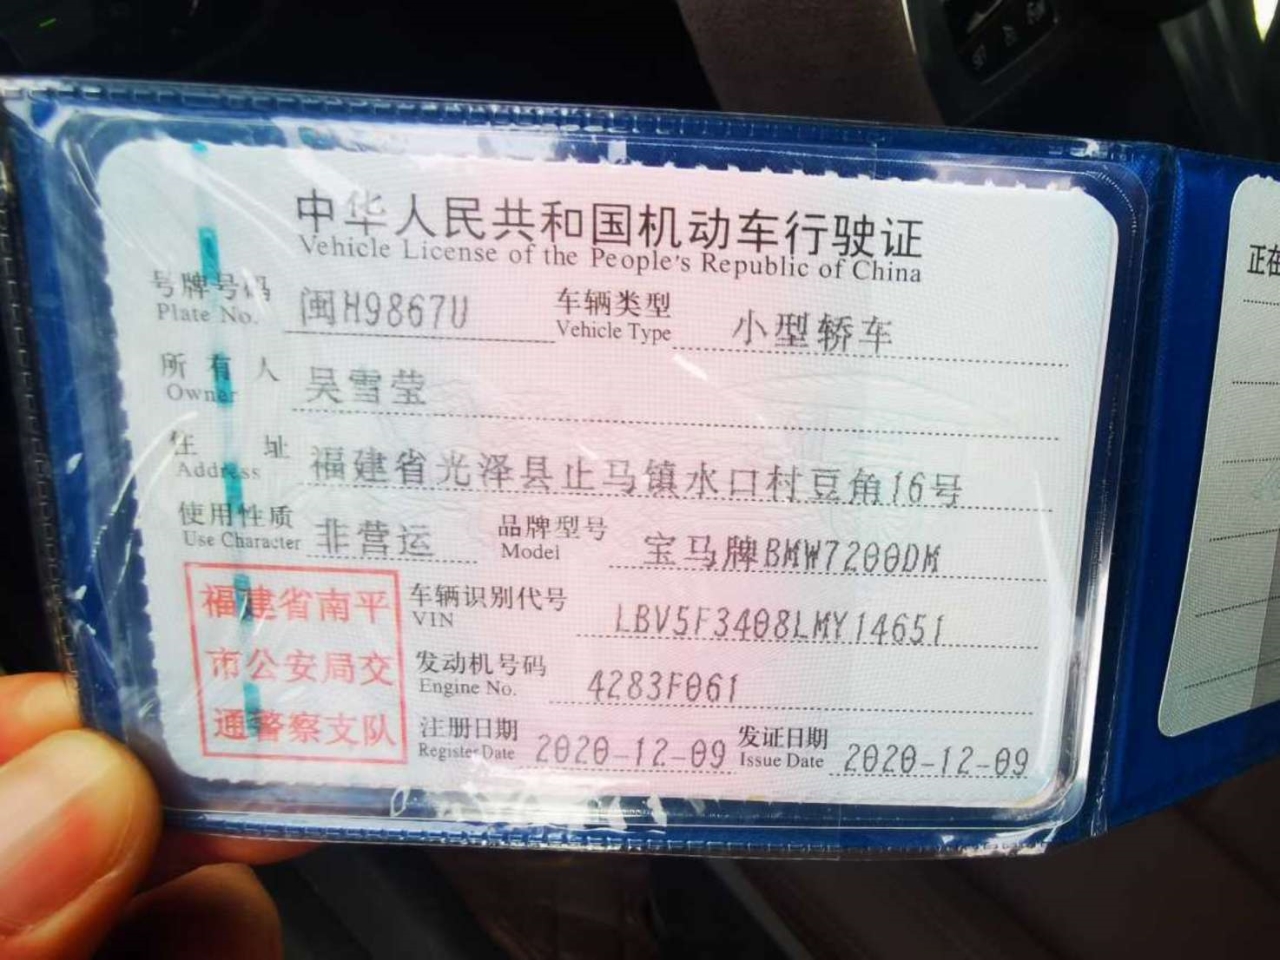 中华人民共和国机动车行驶证
Vehicle License of the People's Republic of China
号牌号码 闽H9867U 车辆类型 小型轿车
Plate No. Vehicle Type
所有人 吴雪莹
Owner
住址 福建省光泽县止马镇水口村豆角16号
Address
使用性质 非营运 品牌型号 宝马牌BMW7200DM
Use Character Model
福建省南平
市公安局交
通警察支队
车辆识别代号 LBV5F3408LMY14651
VIN
发动机号码 4283F061
Engine No.
注册日期 2020-12-09 发证日期 2020-12-09
Register Date Issue Date
正在